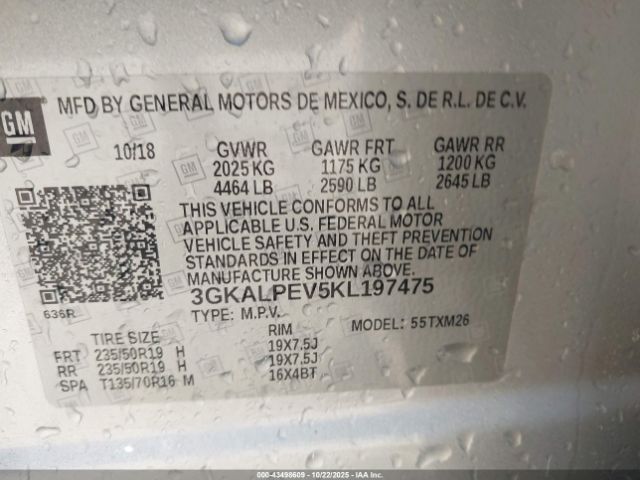 GM
MFD BY GENERAL MOTORS DE MEXICO, S. DE R.L. DE C.V.
10/18 GVWR GAWR FRT GAWR RR
2025 KG 1175 KG 1200 KG
4464 LB 2590 LB 2645 LB
THIS VEHICLE CONFORMS TO ALL
APPLICABLE U.S. FEDERAL MOTOR
VEHICLE SAFETY AND THEFT PREVENTION
STANDARDS IN EFFECT ON THE DATE OF
MANUFACTURE SHOWN ABOVE.
3GKALPEV5KL197475
636R
TYPE: M.P.V. MODEL: 55TXM26
TIRE SIZE RIM
FRT 235/50R19 H 19X7.5J
RR 235/50R19 H 19X7.5J
SPA T135/70R16 M 16X4BT
000-43498609 - 10/22/2025 - IAAI, Inc. Copyright